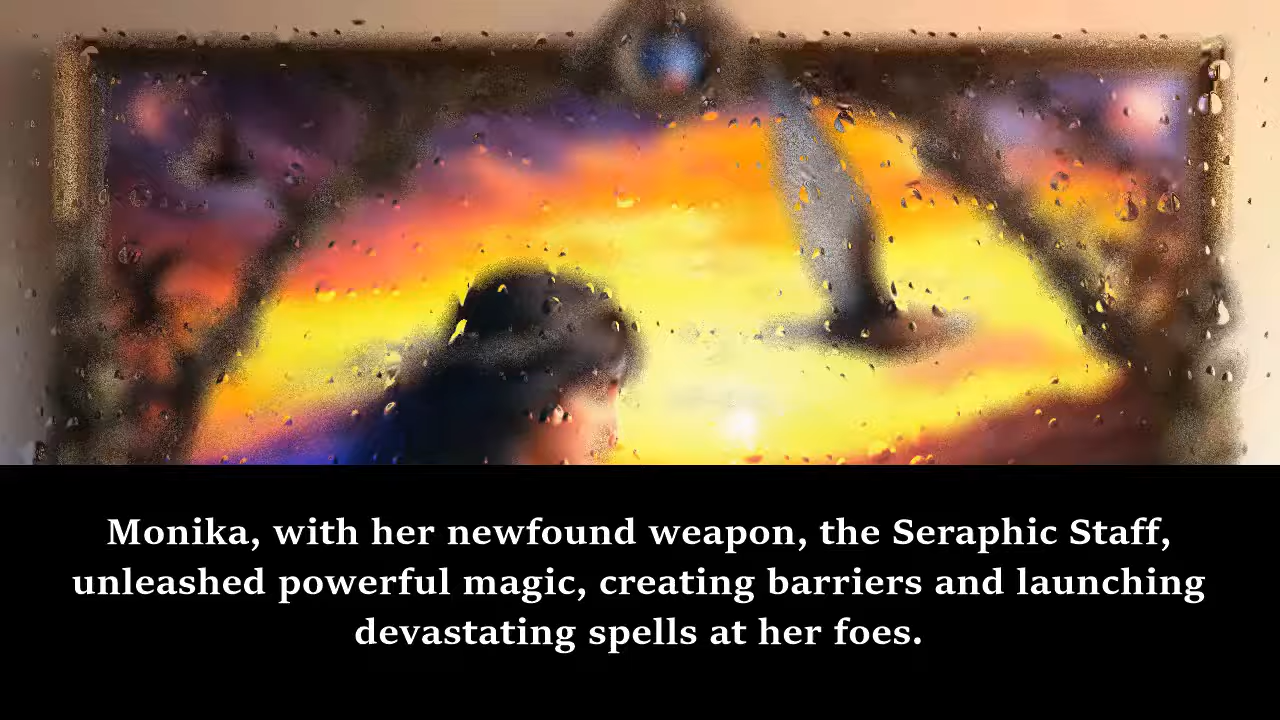 Monika, with her newfound weapon, the Seraphic Staff,
unleashed powerful magic, creating barriers and launching
devastating spells at her foes.